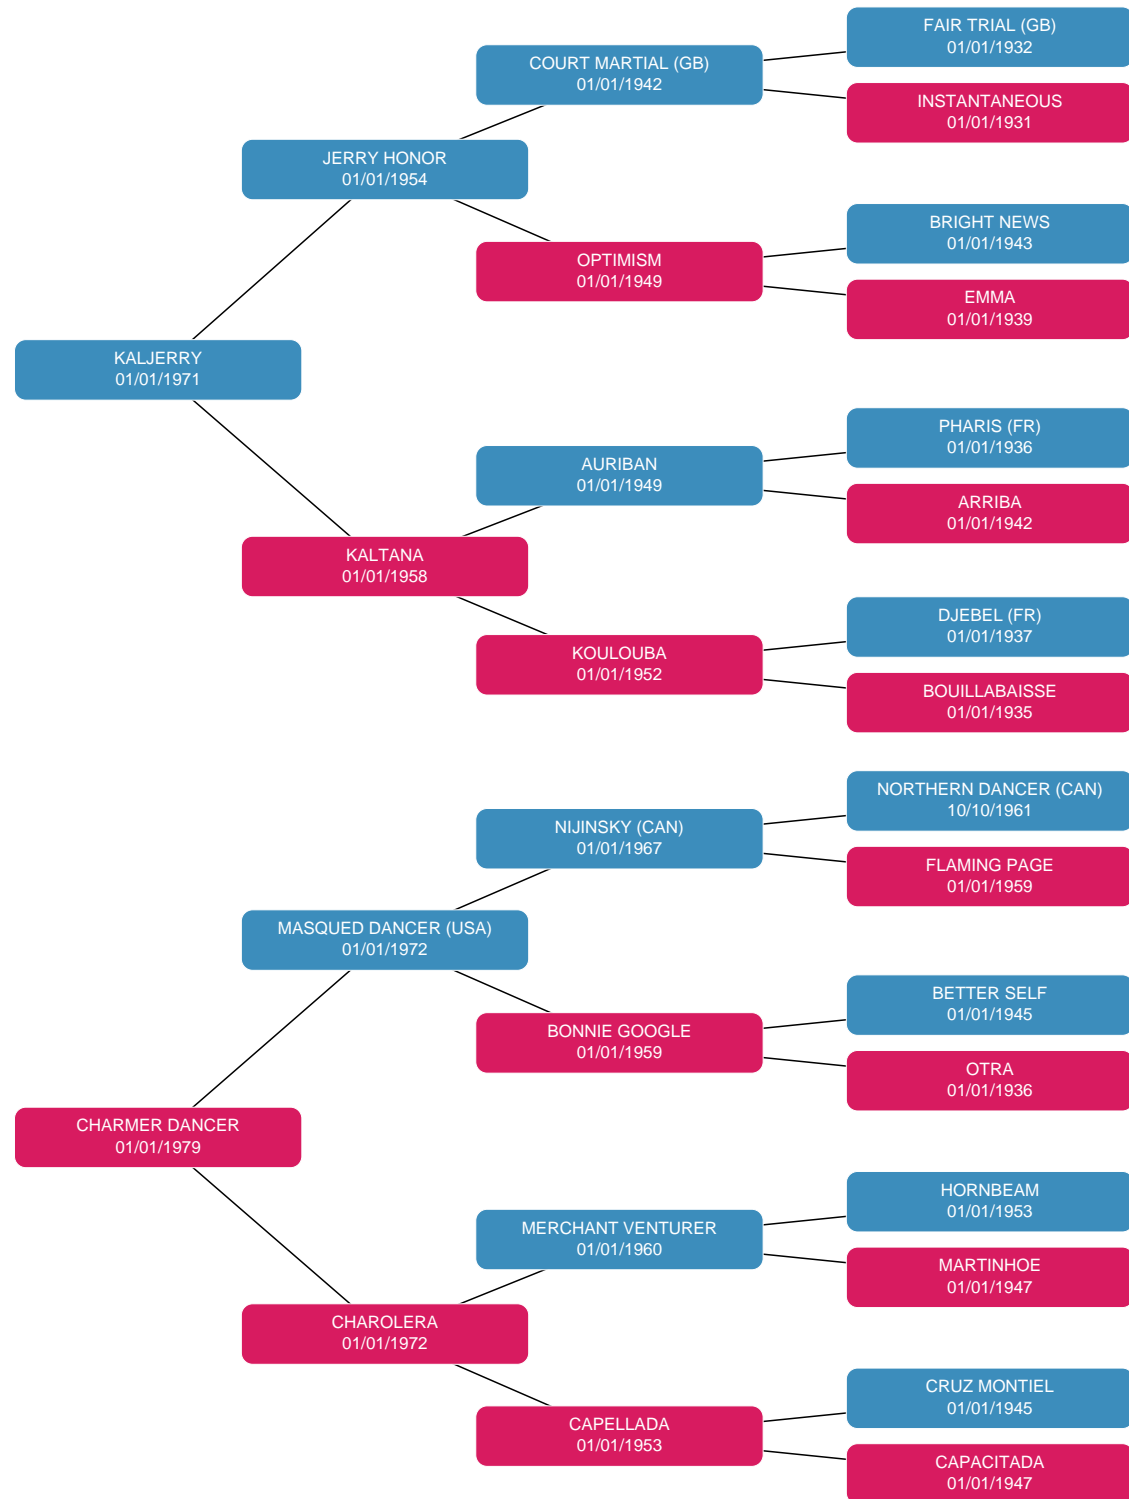 FAIR TRIAL (GB)
01/01/1932
COURT MARTIAL (GB)
01/01/1942
INSTANTANEOUS
01/01/1931
JERRY HONOR
01/01/1954
BRIGHT NEWS
01/01/1943
OPTIMISM
01/01/1949
EMMA
01/01/1939
KALJERRY
01/01/1971
PHARIS (FR)
01/01/1936
AURIBAN
01/01/1949
ARRIBA
01/01/1942
KALTANA
01/01/1958
DJEBEL (FR)
01/01/1937
KOULOUBA
01/01/1952
BOUILLABAISSE
01/01/1935
NORTHERN DANCER (CAN)
10/10/1961
NIJINSKY (CAN)
01/01/1967
FLAMING PAGE
01/01/1959
MASQUED DANCER (USA)
01/01/1972
BETTER SELF
01/01/1945
BONNIE GOOGLE
01/01/1959
OTRA
01/01/1936
CHARMER DANCER
01/01/1979
HORNBEAM
01/01/1953
MERCHANT VENTURER
01/01/1960
MARTINHOE
01/01/1947
CHAROLERA
01/01/1972
CRUZ MONTIEL
01/01/1945
CAPELLADA
01/01/1953
CAPACITADA
01/01/1947